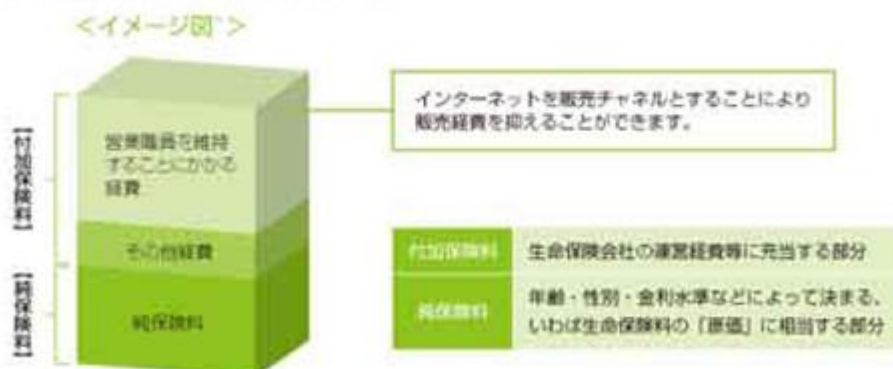 <イメージ図*>
【付加保険料】
営業職員を維持
することにかかる
経費
その他経費
【純保険料】
純保険料
インターネットを販売チャネルとすることにより
販売経費を抑えることができます。
付加保険料 生命保険会社の運営経費等に充当する部分
純保険料 年齢・性別・金利水準などによって決まる、
いわば生命保険料の「原価」に相当する部分